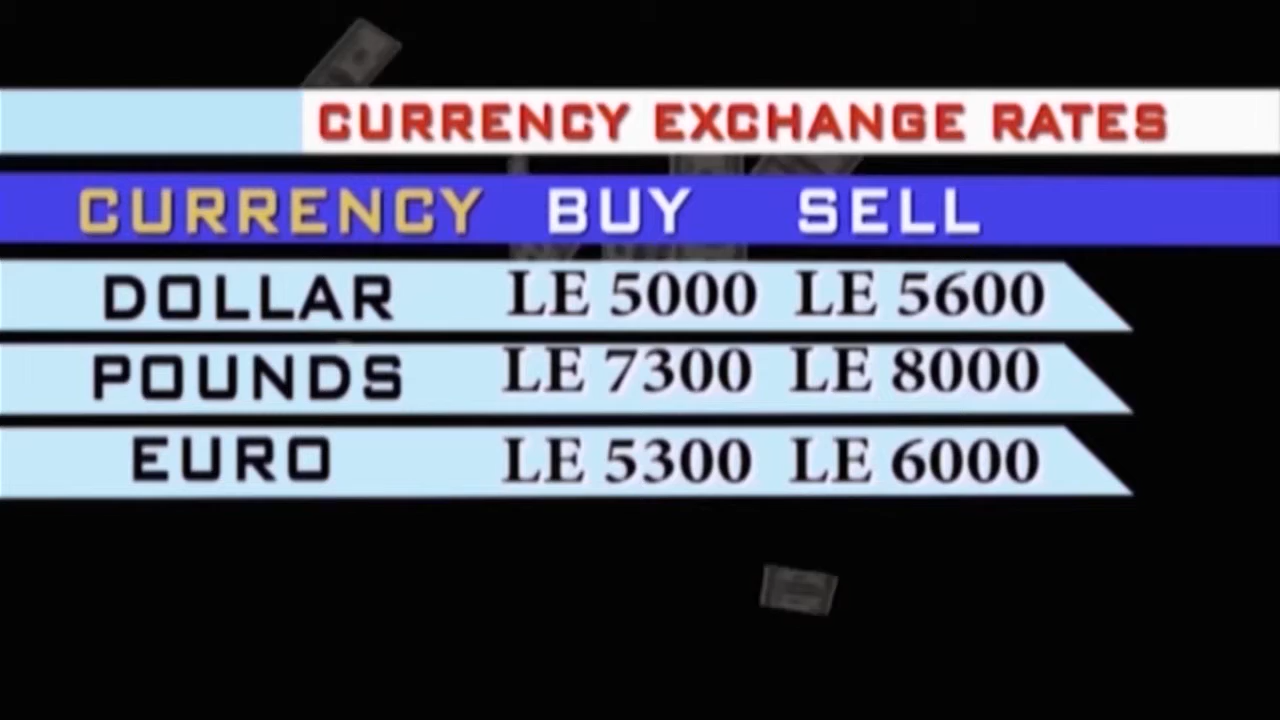 CURRENCY EXCHANGE RATES
CURRENCY BUY SELL
DOLLAR LE 5000 LE 5600
POUNDS LE 7300 LE 8000
EURO LE 5300 LE 6000